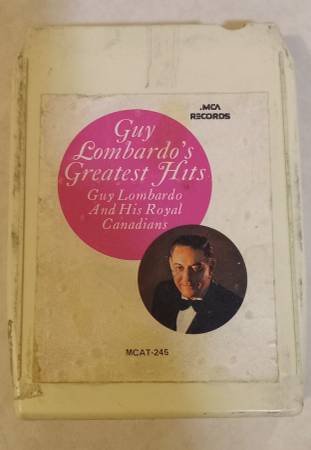 MCA
RECORDS
Guy
Lombardo's
Greatest Hits
Guy Lombardo
And His Royal
Canadians
MCAT-245